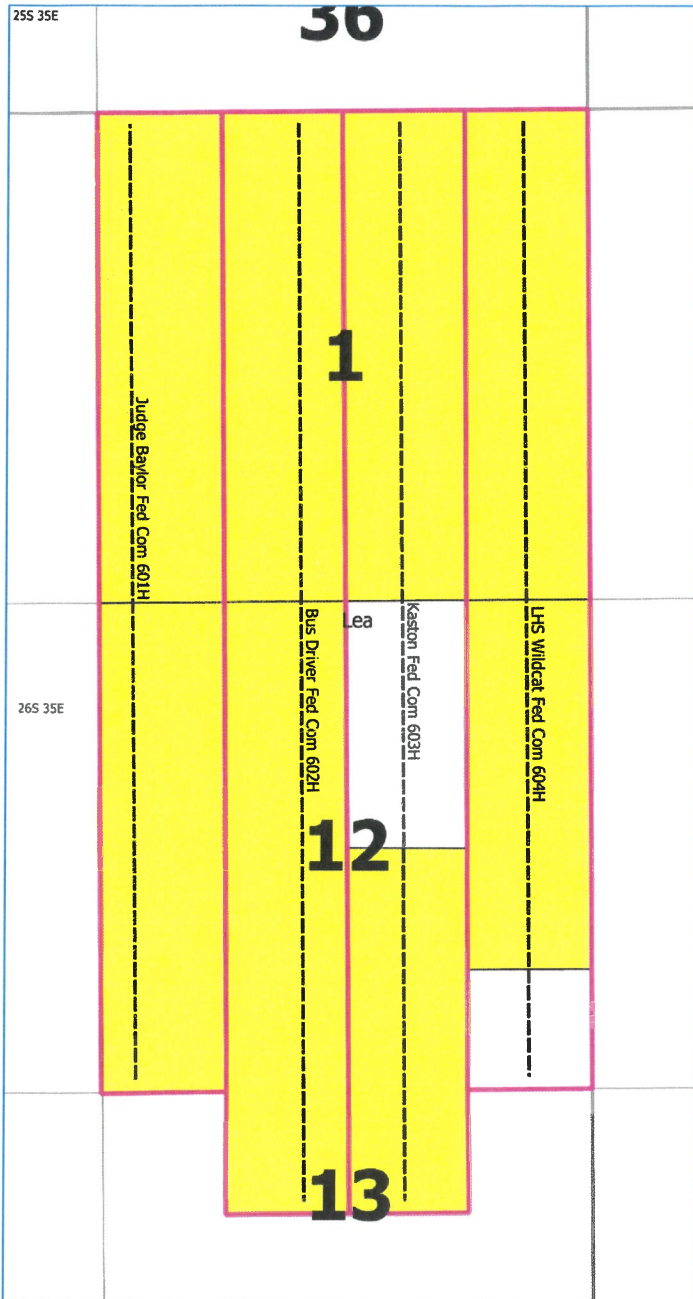 25S 35E
36
1
Judge Baylor Fed Com 601H
Lea
Bus Driver Fed Com 602H
Kaston Fed Com 603H
LHS Wildcat Fed Com 604H
26S 35E
12
13